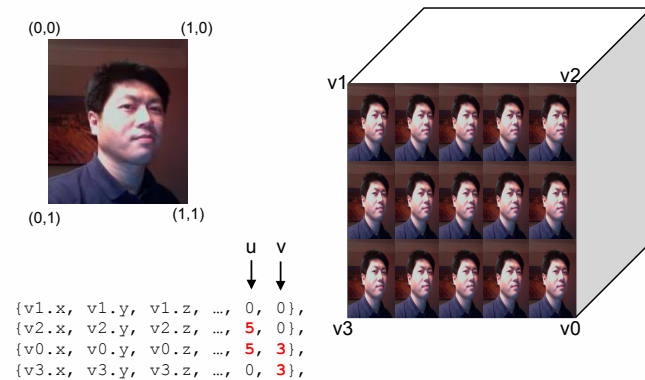 (0,0) (1,0)
(0,1) (1,1)
v1 v2
v3 v0
u v
{v1.x, v1.y, v1.z, …, 0, 0},
{v2.x, v2.y, v2.z, …, 5, 0},
{v0.x, v0.y, v0.z, …, 5, 3},
{v3.x, v3.y, v3.z, …, 0, 3},